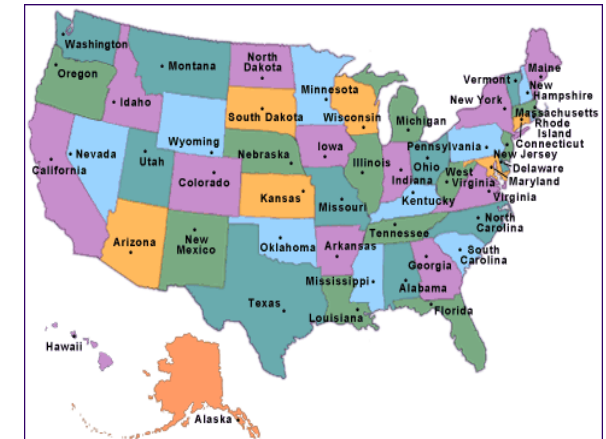 Washington
Oregon
Montana
Idaho
North
Dakota
Minnesota
South Dakota
Wisconsin
Michigan
Vermont
Maine
New
Hampshire
New York
Massachusetts
Rhode
Island
Connecticut
Pennsylvania
New Jersey
Delaware
Maryland
Wyoming
Nevada
California
Utah
Colorado
Nebraska
Iowa
Illinois
Indiana
Ohio
West
Virginia
Virginia
Kansas
Missouri
Kentucky
Tennessee
North
Carolina
South
Carolina
Arizona
New
Mexico
Oklahoma
Arkansas
Mississippi
Alabama
Georgia
Texas
Louisiana
Florida
Hawaii
Alaska